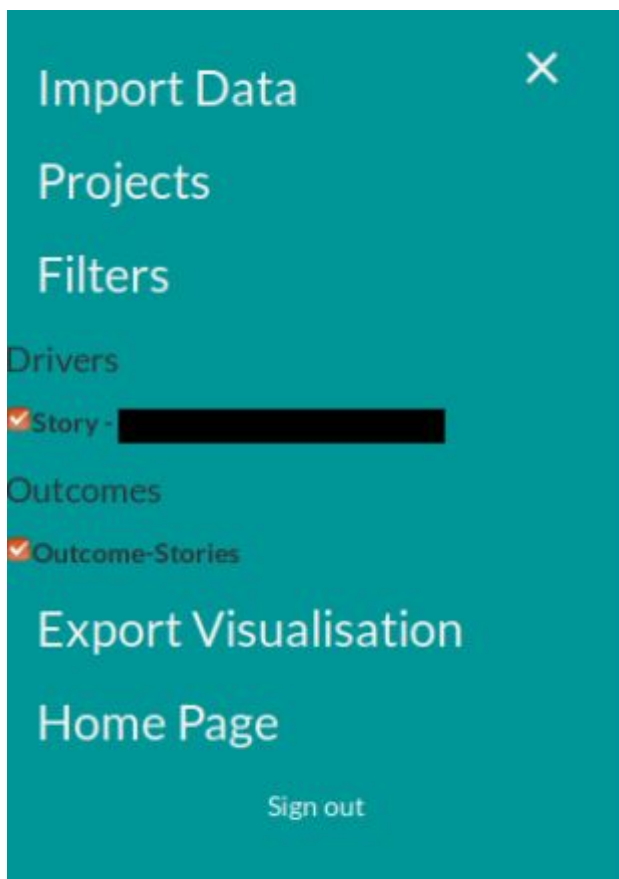 Import Data
Projects
Filters
Drivers
Story -
Outcomes
Outcome-Stories
Export Visualisation
Home Page
Sign out